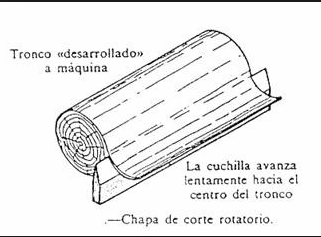 Tronco «desarrollado»
a máquina
La cuchilla avanza
lentamente hacia el
centro del tronco
.—Chapa de corte rotatorio.